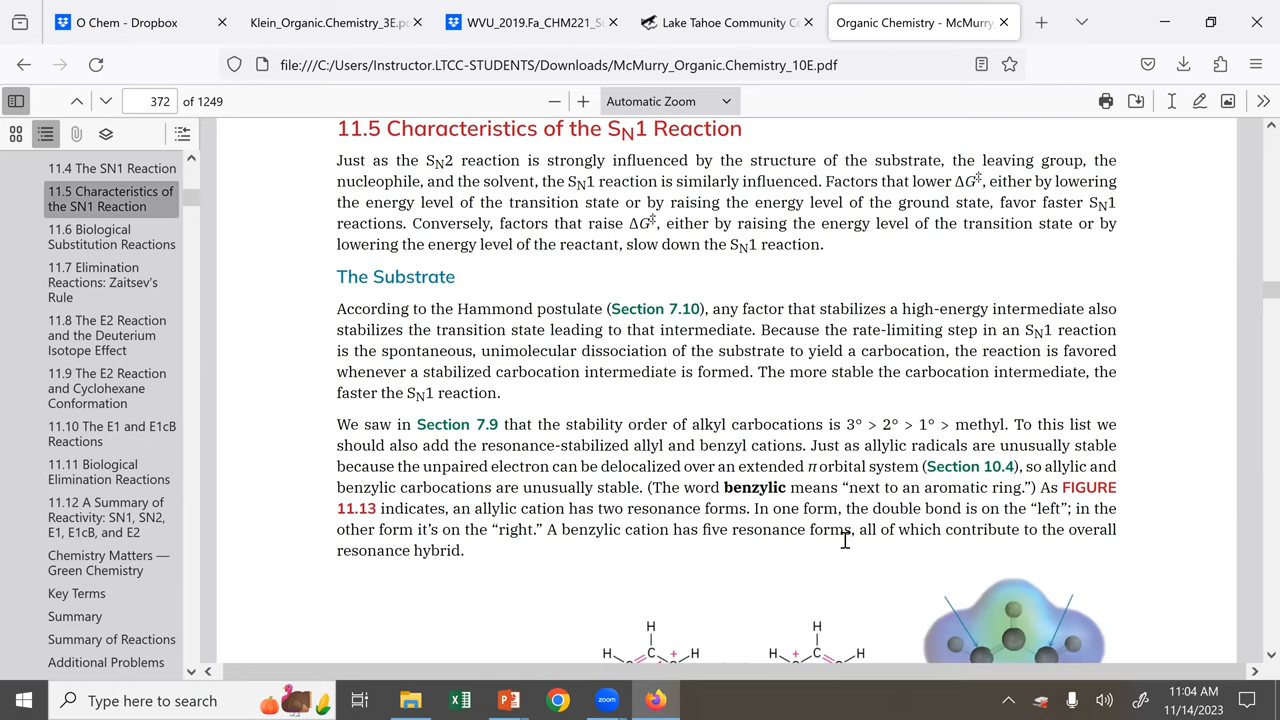 O Chem - Dropbox
Klein_Organic.Chemistry_3E.p
WVU_2019.Fa_CHM221_S
Lake Tahoe Community C
Organic Chemistry - McMurry
file:///C:/Users/Instructor.LTCC-STUDENTS/Downloads/McMurry_Organic.Chemistry_10E.pdf
372 of 1249
Automatic Zoom
11.4 The SN1 Reaction
11.5 Characteristics of
the SN1 Reaction
11.6 Biological
Substitution Reactions
11.7 Elimination
Reactions: Zaitsev's
Rule
11.8 The E2 Reaction
and the Deuterium
Isotope Effect
11.9 The E2 Reaction
and Cyclohexane
Conformation
11.10 The E1 and E1cB
Reactions
11.11 Biological
Elimination Reactions
11.12 A Summary of
Reactivity: SN1, SN2,
E1, E1cB, and E2
Chemistry Matters —
Green Chemistry
Key Terms
Summary
Summary of Reactions
Additional Problems
11.5 Characteristics of the SN1 Reaction
Just as the SN2 reaction is strongly influenced by the structure of the substrate, the leaving group, the
nucleophile, and the solvent, the SN1 reaction is similarly influenced. Factors that lower ΔG‡, either by lowering
the energy level of the transition state or by raising the energy level of the ground state, favor faster SN1
reactions. Conversely, factors that raise ΔG‡, either by raising the energy level of the transition state or by
lowering the energy level of the reactant, slow down the SN1 reaction.
The Substrate
According to the Hammond postulate (Section 7.10), any factor that stabilizes a high-energy intermediate also
stabilizes the transition state leading to that intermediate. Because the rate-limiting step in an SN1 reaction
is the spontaneous, unimolecular dissociation of the substrate to yield a carbocation, the reaction is favored
whenever a stabilized carbocation intermediate is formed. The more stable the carbocation intermediate, the
faster the SN1 reaction.
We saw in Section 7.9 that the stability order of alkyl carbocations is 3° > 2° > 1° > methyl. To this list we
should also add the resonance-stabilized allyl and benzyl cations. Just as allylic radicals are unusually stable
because the unpaired electron can be delocalized over an extended π orbital system (Section 10.4), so allylic and
benzylic carbocations are unusually stable. (The word benzylic means “next to an aromatic ring.”) As FIGURE
11.13 indicates, an allylic cation has two resonance forms. In one form, the double bond is on the “left”; in the
other form it's on the “right.” A benzylic cation has five resonance forms, all of which contribute to the overall
resonance hybrid.
H H
H C + H H + C H
Type here to search
zoom
11:04 AM
11/14/2023